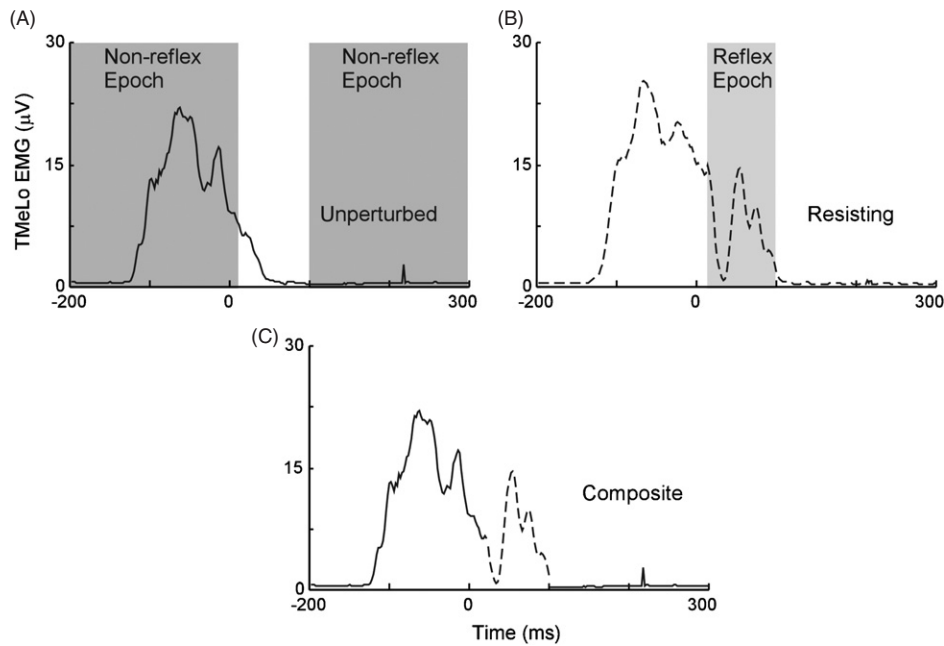 (A)
30
Non-reflex
Epoch
Non-reflex
Epoch
15
TMeLo EMG (μV)
Unperturbed
0
-200
0
300
(B)
30
Reflex
Epoch
15
Resisting
0
-200
0
300
(C)
30
15
Composite
0
-200
0
300
Time (ms)